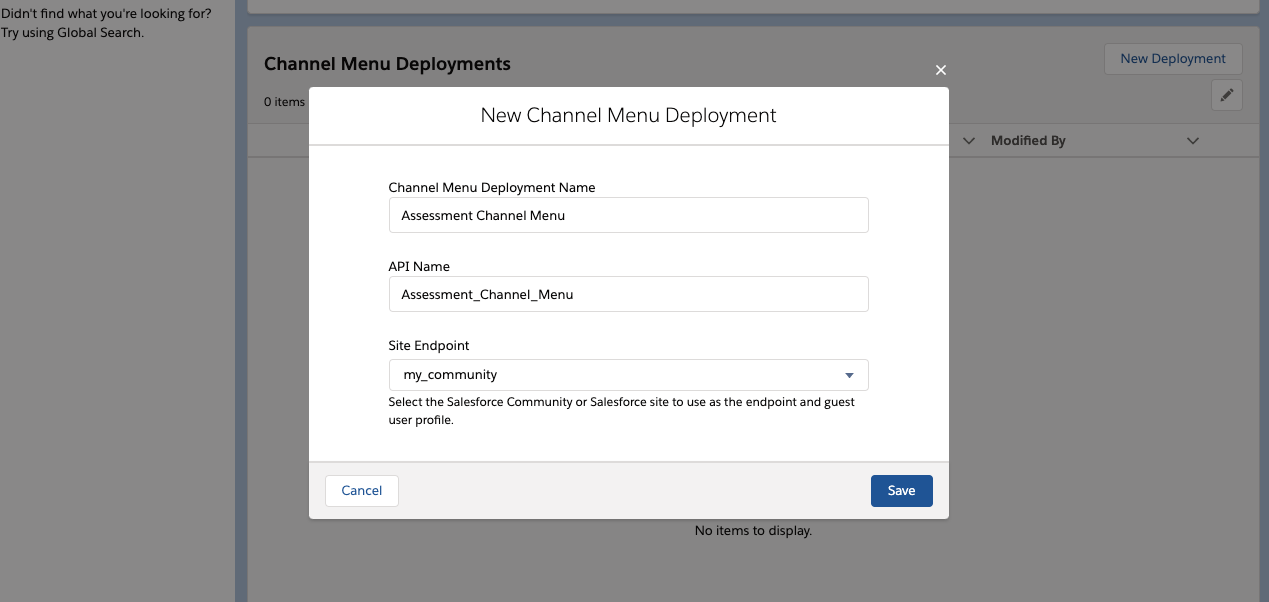 Didn't find what you're looking for?
Try using Global Search.
Channel Menu Deployments
New Deployment
0 items
New Channel Menu Deployment
Modified By
Channel Menu Deployment Name
Assessment Channel Menu
API Name
Assessment_Channel_Menu
Site Endpoint
my_community
Select the Salesforce Community or Salesforce site to use as the endpoint and guest
user profile.
Cancel
Save
No items to display.